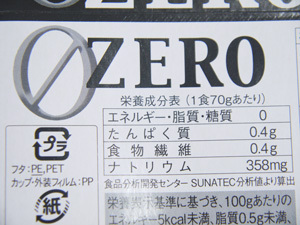 0 ZERO
栄養成分表(1食70gあたり)
エネルギー・脂質・糖質 0
たんぱく質 0.4g
食物繊維 0.4g
ナトリウム 358mg
食品分析開発センター SUNATEC分析値より算出
栄養表示基準に基づき、100gあたりの
エネルギー5kcal未満、脂質0.5g未満、
プラ
フタ:PE,PET
カップ・外装フィルム:PP
紙